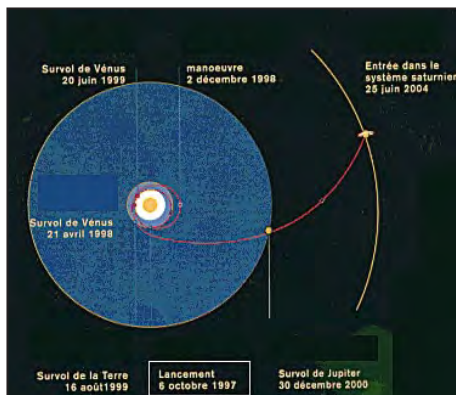 Survol de Vénus
20 juin 1999
manoeuvre
2 décembre 1998
Entrée dans le
système saturnien
25 juin 2004
Survol de Vénus
21 avril 1998
Survol de la Terre
16 août1999
Lancement
6 octobre 1997
Survol de Jupiter
30 décembre 2000